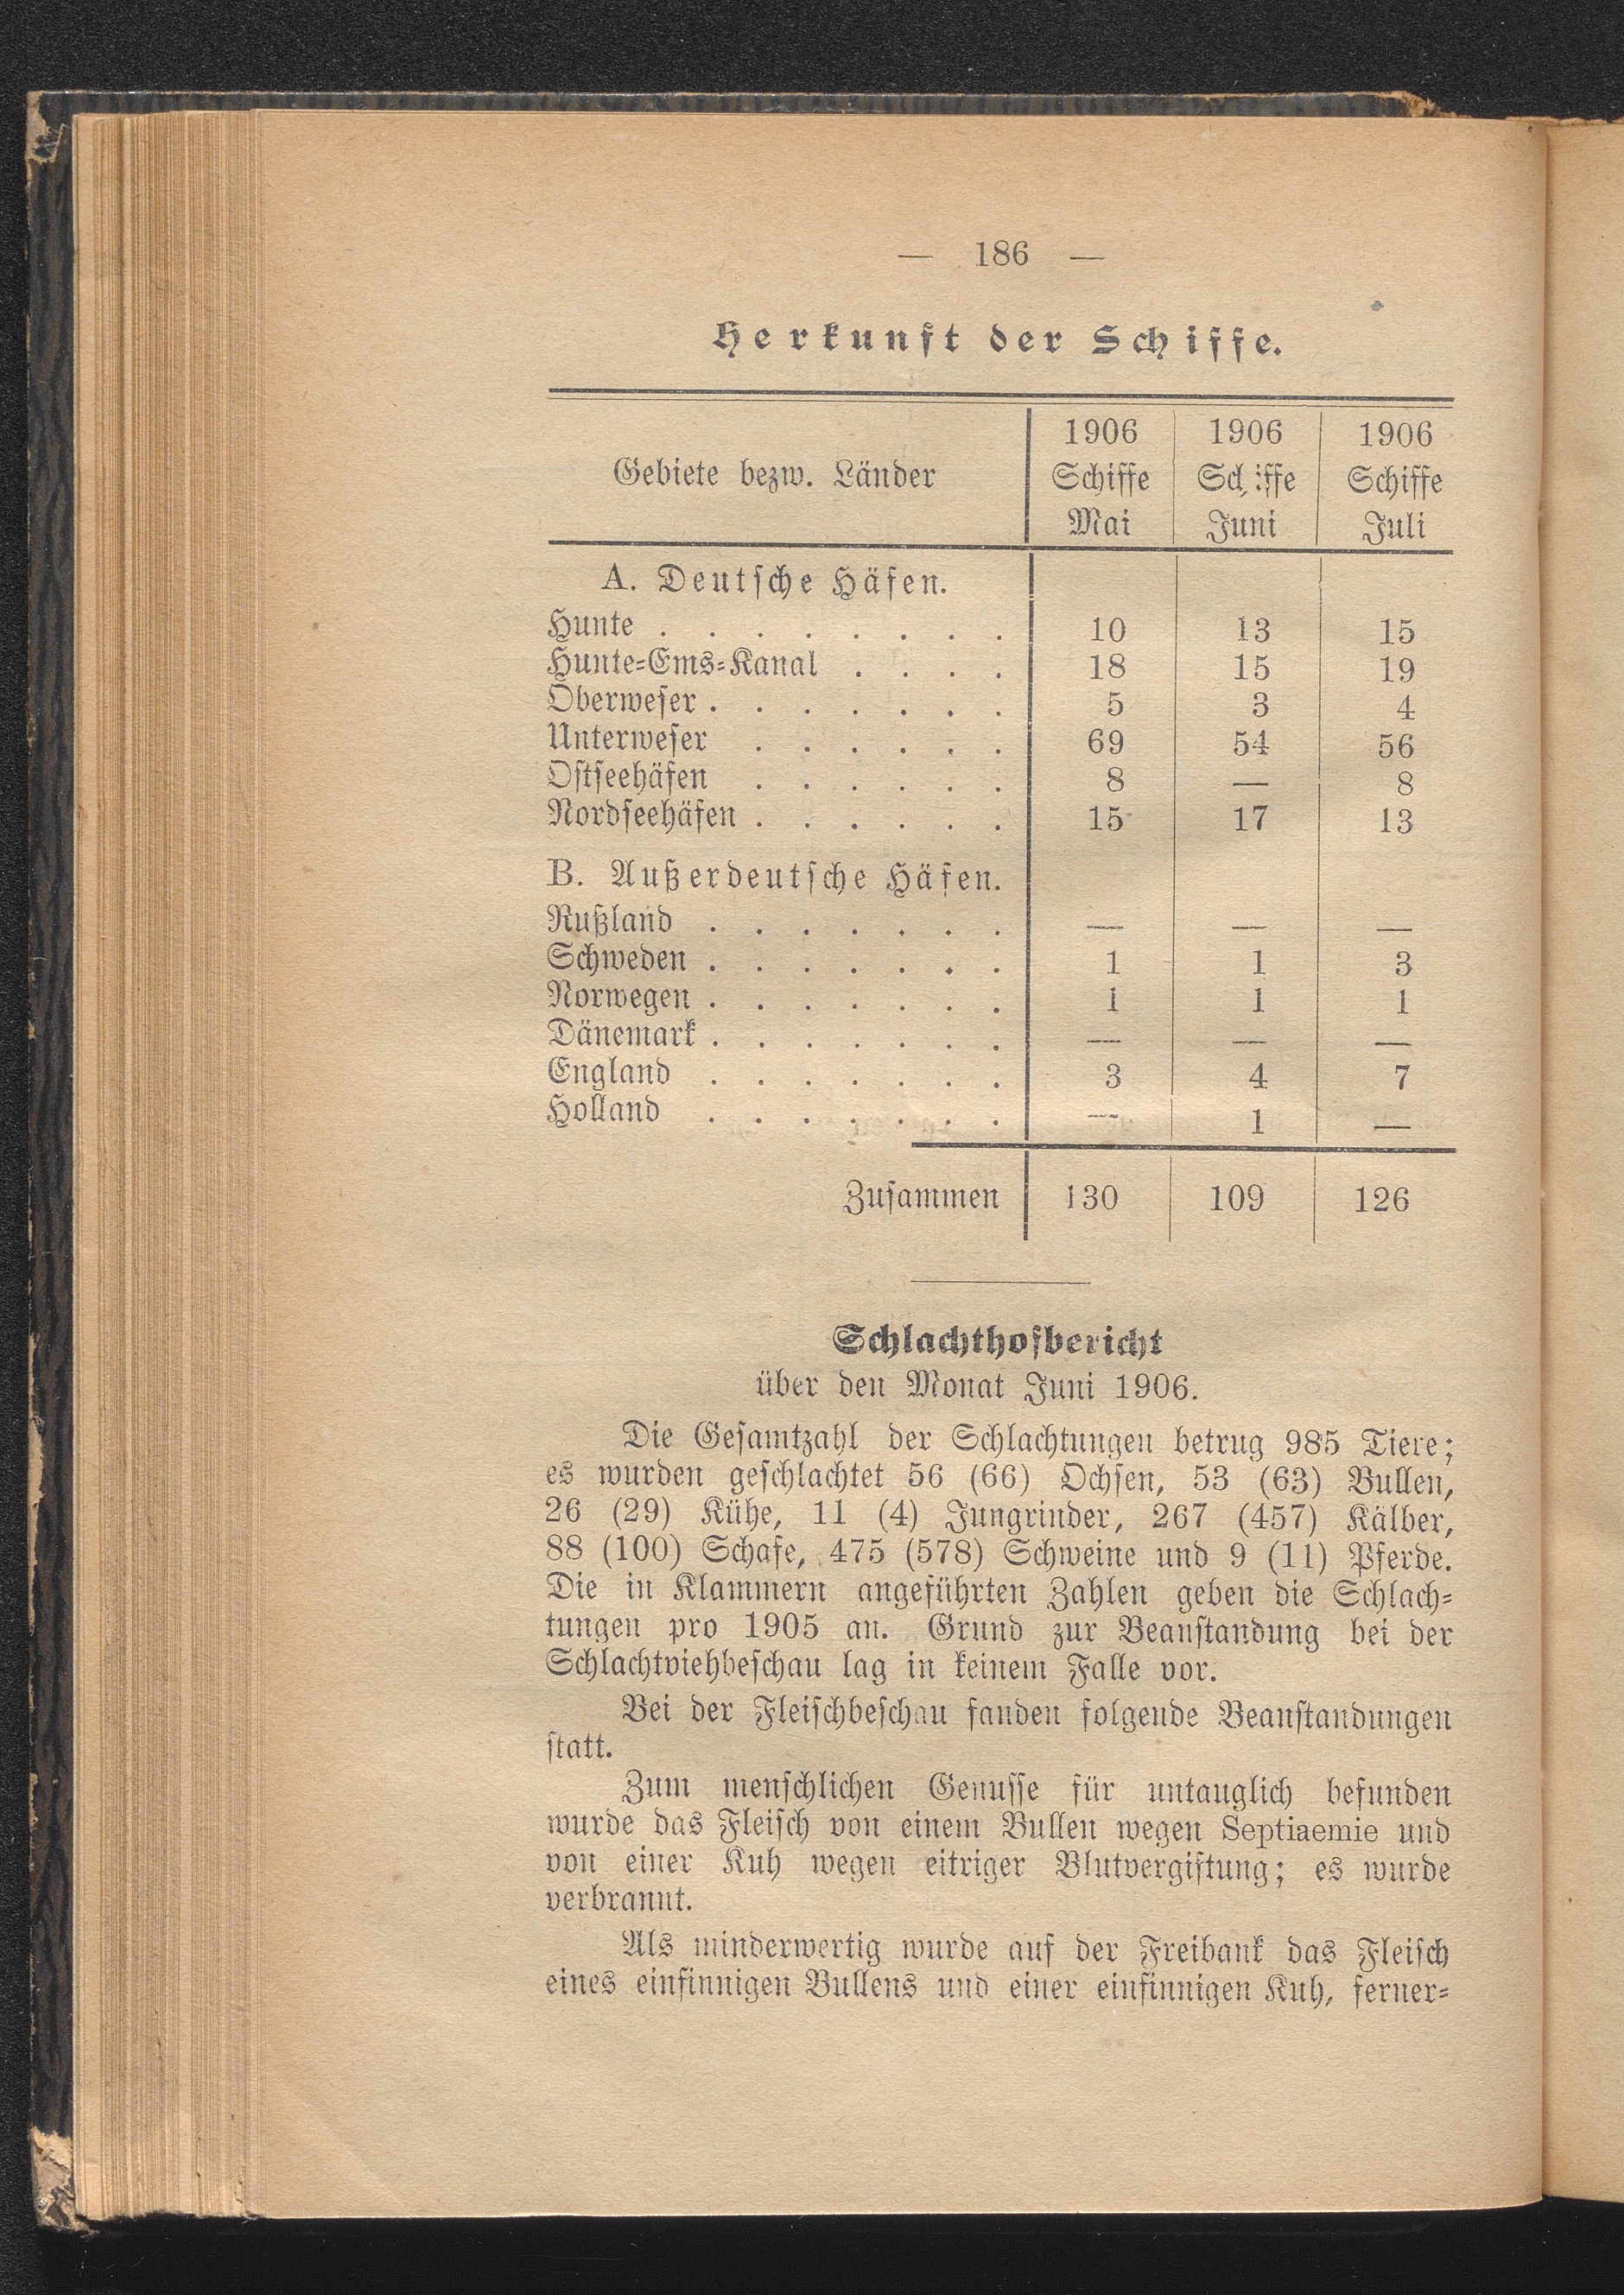 — 186 —
Herkunft der Schiffe.
Gebiete bezw. Länder | 1906 Schiffe Mai | 1906 Schiffe Juni | 1906 Schiffe Juli
A. Deutsche Häfen.
Hunte . . . . . . . . 10 13 15
Hunte-Ems-Kanal . . . . 18 15 19
Oberweser . . . . . . . 5 3 4
Unterweser . . . . . . 69 54 56
Ostseehäfen . . . . . . 8 — 8
Nordseehäfen . . . . . . 15 17 13
B. Außerdeutsche Häfen.
Rußland . . . . . . . — — —
Schweden . . . . . . . 1 1 3
Norwegen . . . . . . . 1 1 1
Dänemark . . . . . . . — — —
England . . . . . . . 3 4 7
Holland . . . . . . . — 1 —
Zusammen 130 109 126
Schlachthofbericht
über den Monat Juni 1906.
Die Gesamtzahl der Schlachtungen betrug 985 Tiere;
es wurden geschlachtet 56 (66) Ochsen, 53 (63) Bullen,
26 (29) Kühe, 11 (4) Jungrinder, 267 (457) Kälber,
88 (100) Schafe, 475 (578) Schweine und 9 (11) Pferde.
Die in Klammern angeführten Zahlen geben die Schlach-
tungen pro 1905 an. Grund zur Beanstandung bei der
Schlachtviehbeschau lag in keinem Falle vor.
Bei der Fleischbeschau fanden folgende Beanstandungen
statt.
Zum menschlichen Genusse für untauglich befunden
wurde das Fleisch von einem Bullen wegen Septiaemie und
von einer Kuh wegen eitriger Blutvergiftung; es wurde
verbrannt.
Als minderwertig wurde auf der Freibank das Fleisch
eines einfinnigen Bullens und einer einfinnigen Kuh, ferner-